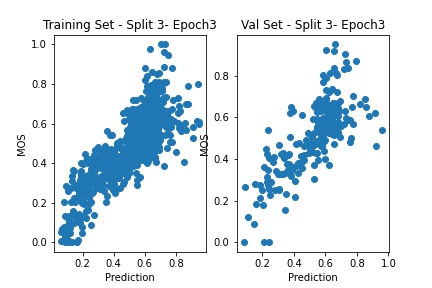 Training Set - Split 3- Epoch3
1.0
0.8
0.6
0.4
0.2
0.0
MOS
0.2 0.4 0.6 0.8
Prediction
Val Set - Split 3- Epoch3
0.8
0.6
0.4
0.2
0.0
MOS
0.2 0.4 0.6 0.8 1.0
Prediction